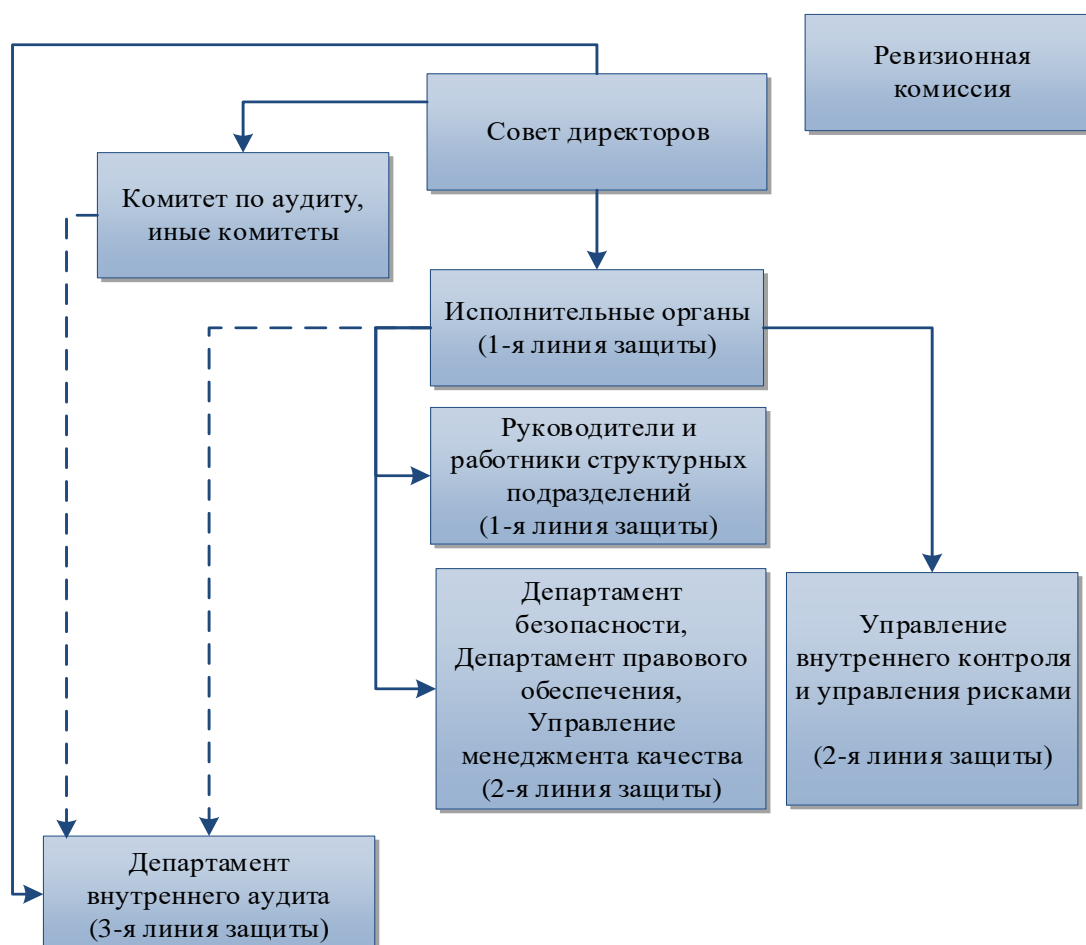 Ревизионная
комиссия
Совет директоров
Комитет по аудиту,
иные комитеты
Исполнительные органы
(1-я линия защиты)
Руководители и
работники структурных
подразделений
(1-я линия защиты)
Департамент
безопасности,
Департамент правового
обеспечения,
Управление
менеджмента качества
(2-я линия защиты)
Управление
внутреннего контроля
и управления рисками
(2-я линия защиты)
Департамент
внутреннего аудита
(3-я линия защиты)